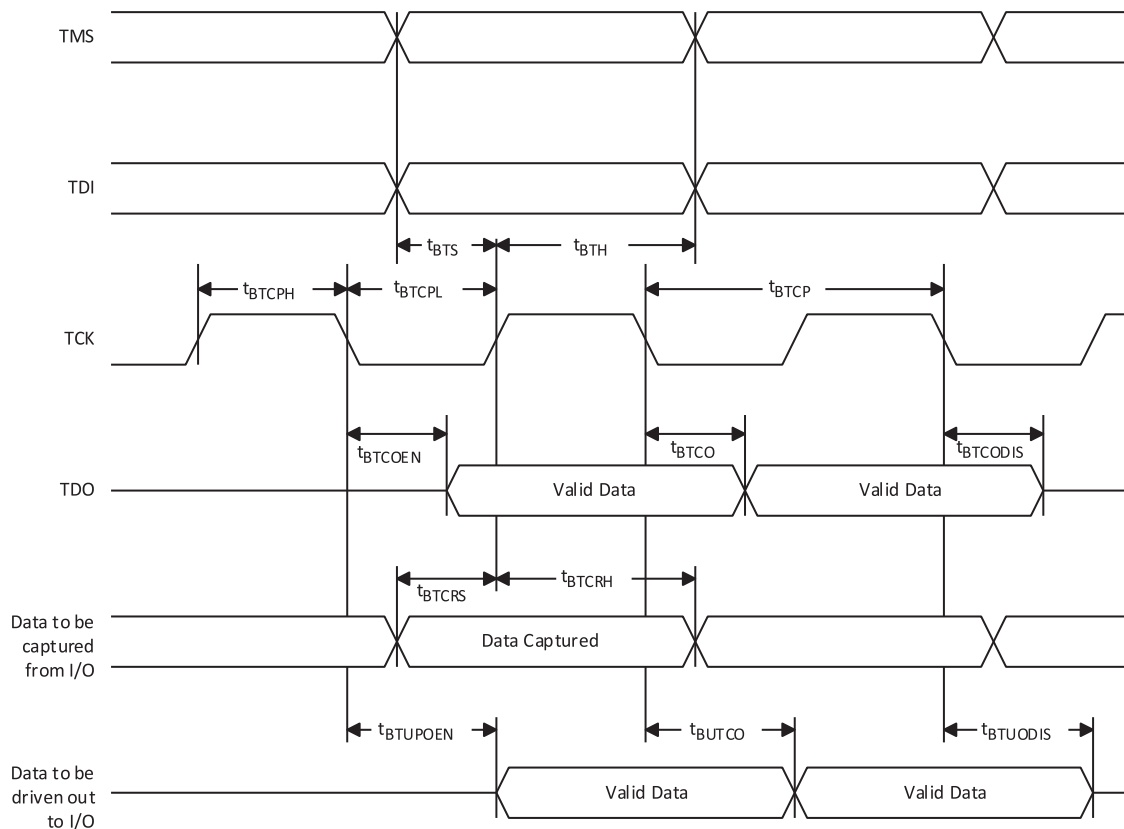 TMS
TDI
tBTS
tBTH
tBTCPH
tBTCPL
tBTCP
TCK
tBTCOEN
tBTCO
tBTCODIS
TDO
Valid Data
Valid Data
tBTCRS
tBTCRH
Data to be
captured
from I/O
Data Captured
tBTUPOEN
tBUTCO
tBTUODIS
Data to be
driven out
to I/O
Valid Data
Valid Data